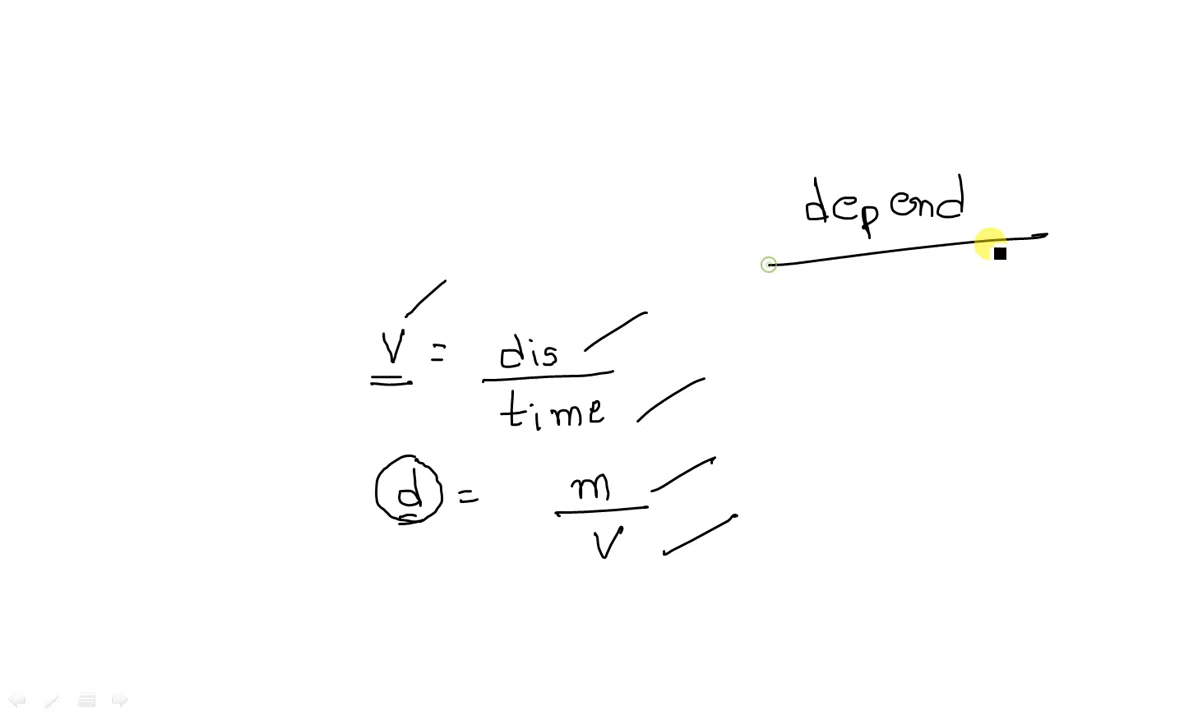 depend
V = dis
time
d = m
V